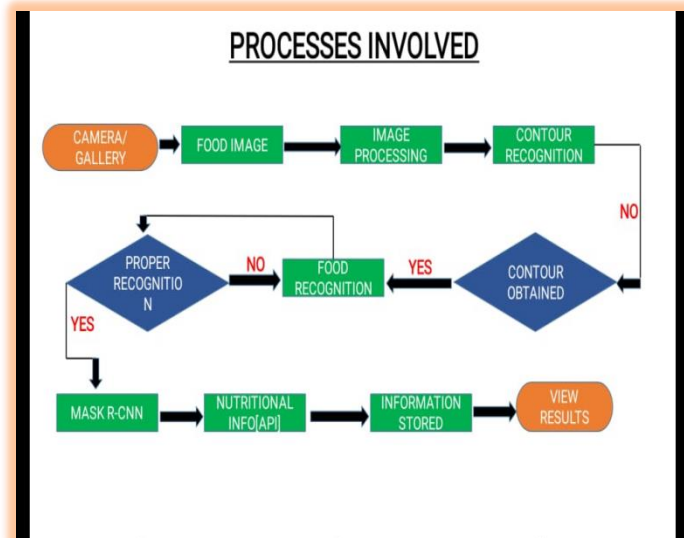 PROCESSES INVOLVED
CAMERA/
GALLERY
FOOD IMAGE
IMAGE
PROCESSING
CONTOUR
RECOGNITION
NO
PROPER
RECOGNITIO
N
NO
FOOD
RECOGNITION
YES
CONTOUR
OBTAINED
YES
MASK R-CNN
NUTRITIONAL
INFO[API]
INFORMATION
STORED
VIEW
RESULTS